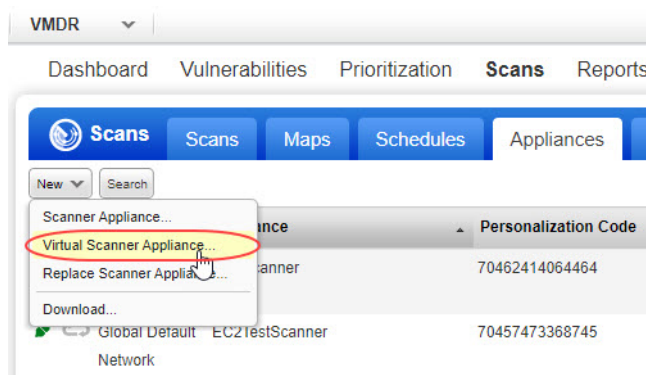 VMDR
Dashboard Vulnerabilities Prioritization Scans Reports
Scans Scans Maps Schedules Appliances
New Search
Scanner Appliance...
ance Personalization Code
Virtual Scanner Appliance...
canner 70462414064464
Replace Scanner Appliance...
Download...
Global Default EC2TestScanner 70457473368745
Network